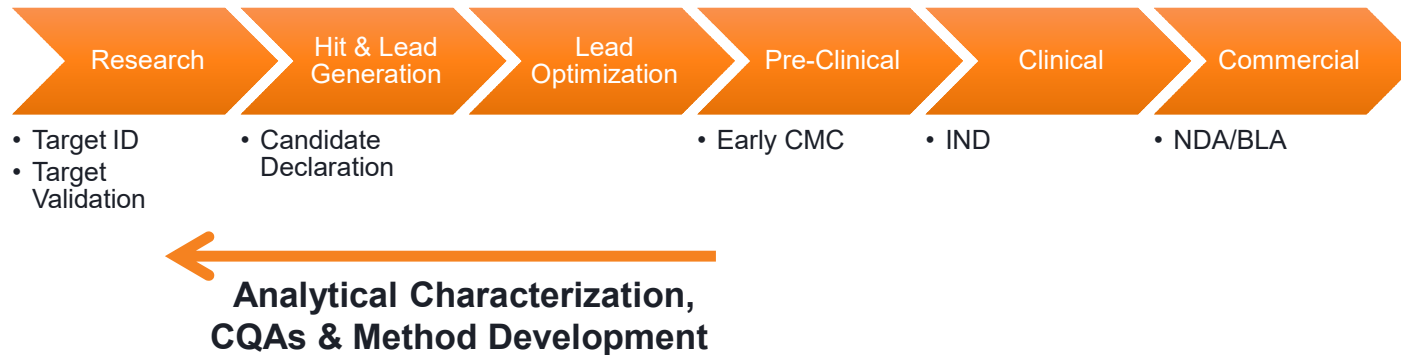 Research
Hit & Lead
Generation
Lead
Optimization
Pre-Clinical
Clinical
Commercial
• Target ID
• Target
Validation
• Candidate
Declaration
• Early CMC
• IND
• NDA/BLA
Analytical Characterization,
CQAs & Method Development